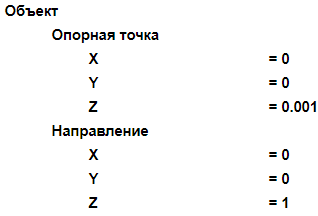 Объект
Опорная точка
X = 0
Y = 0
Z = 0.001
Направление
X = 0
Y = 0
Z = 1